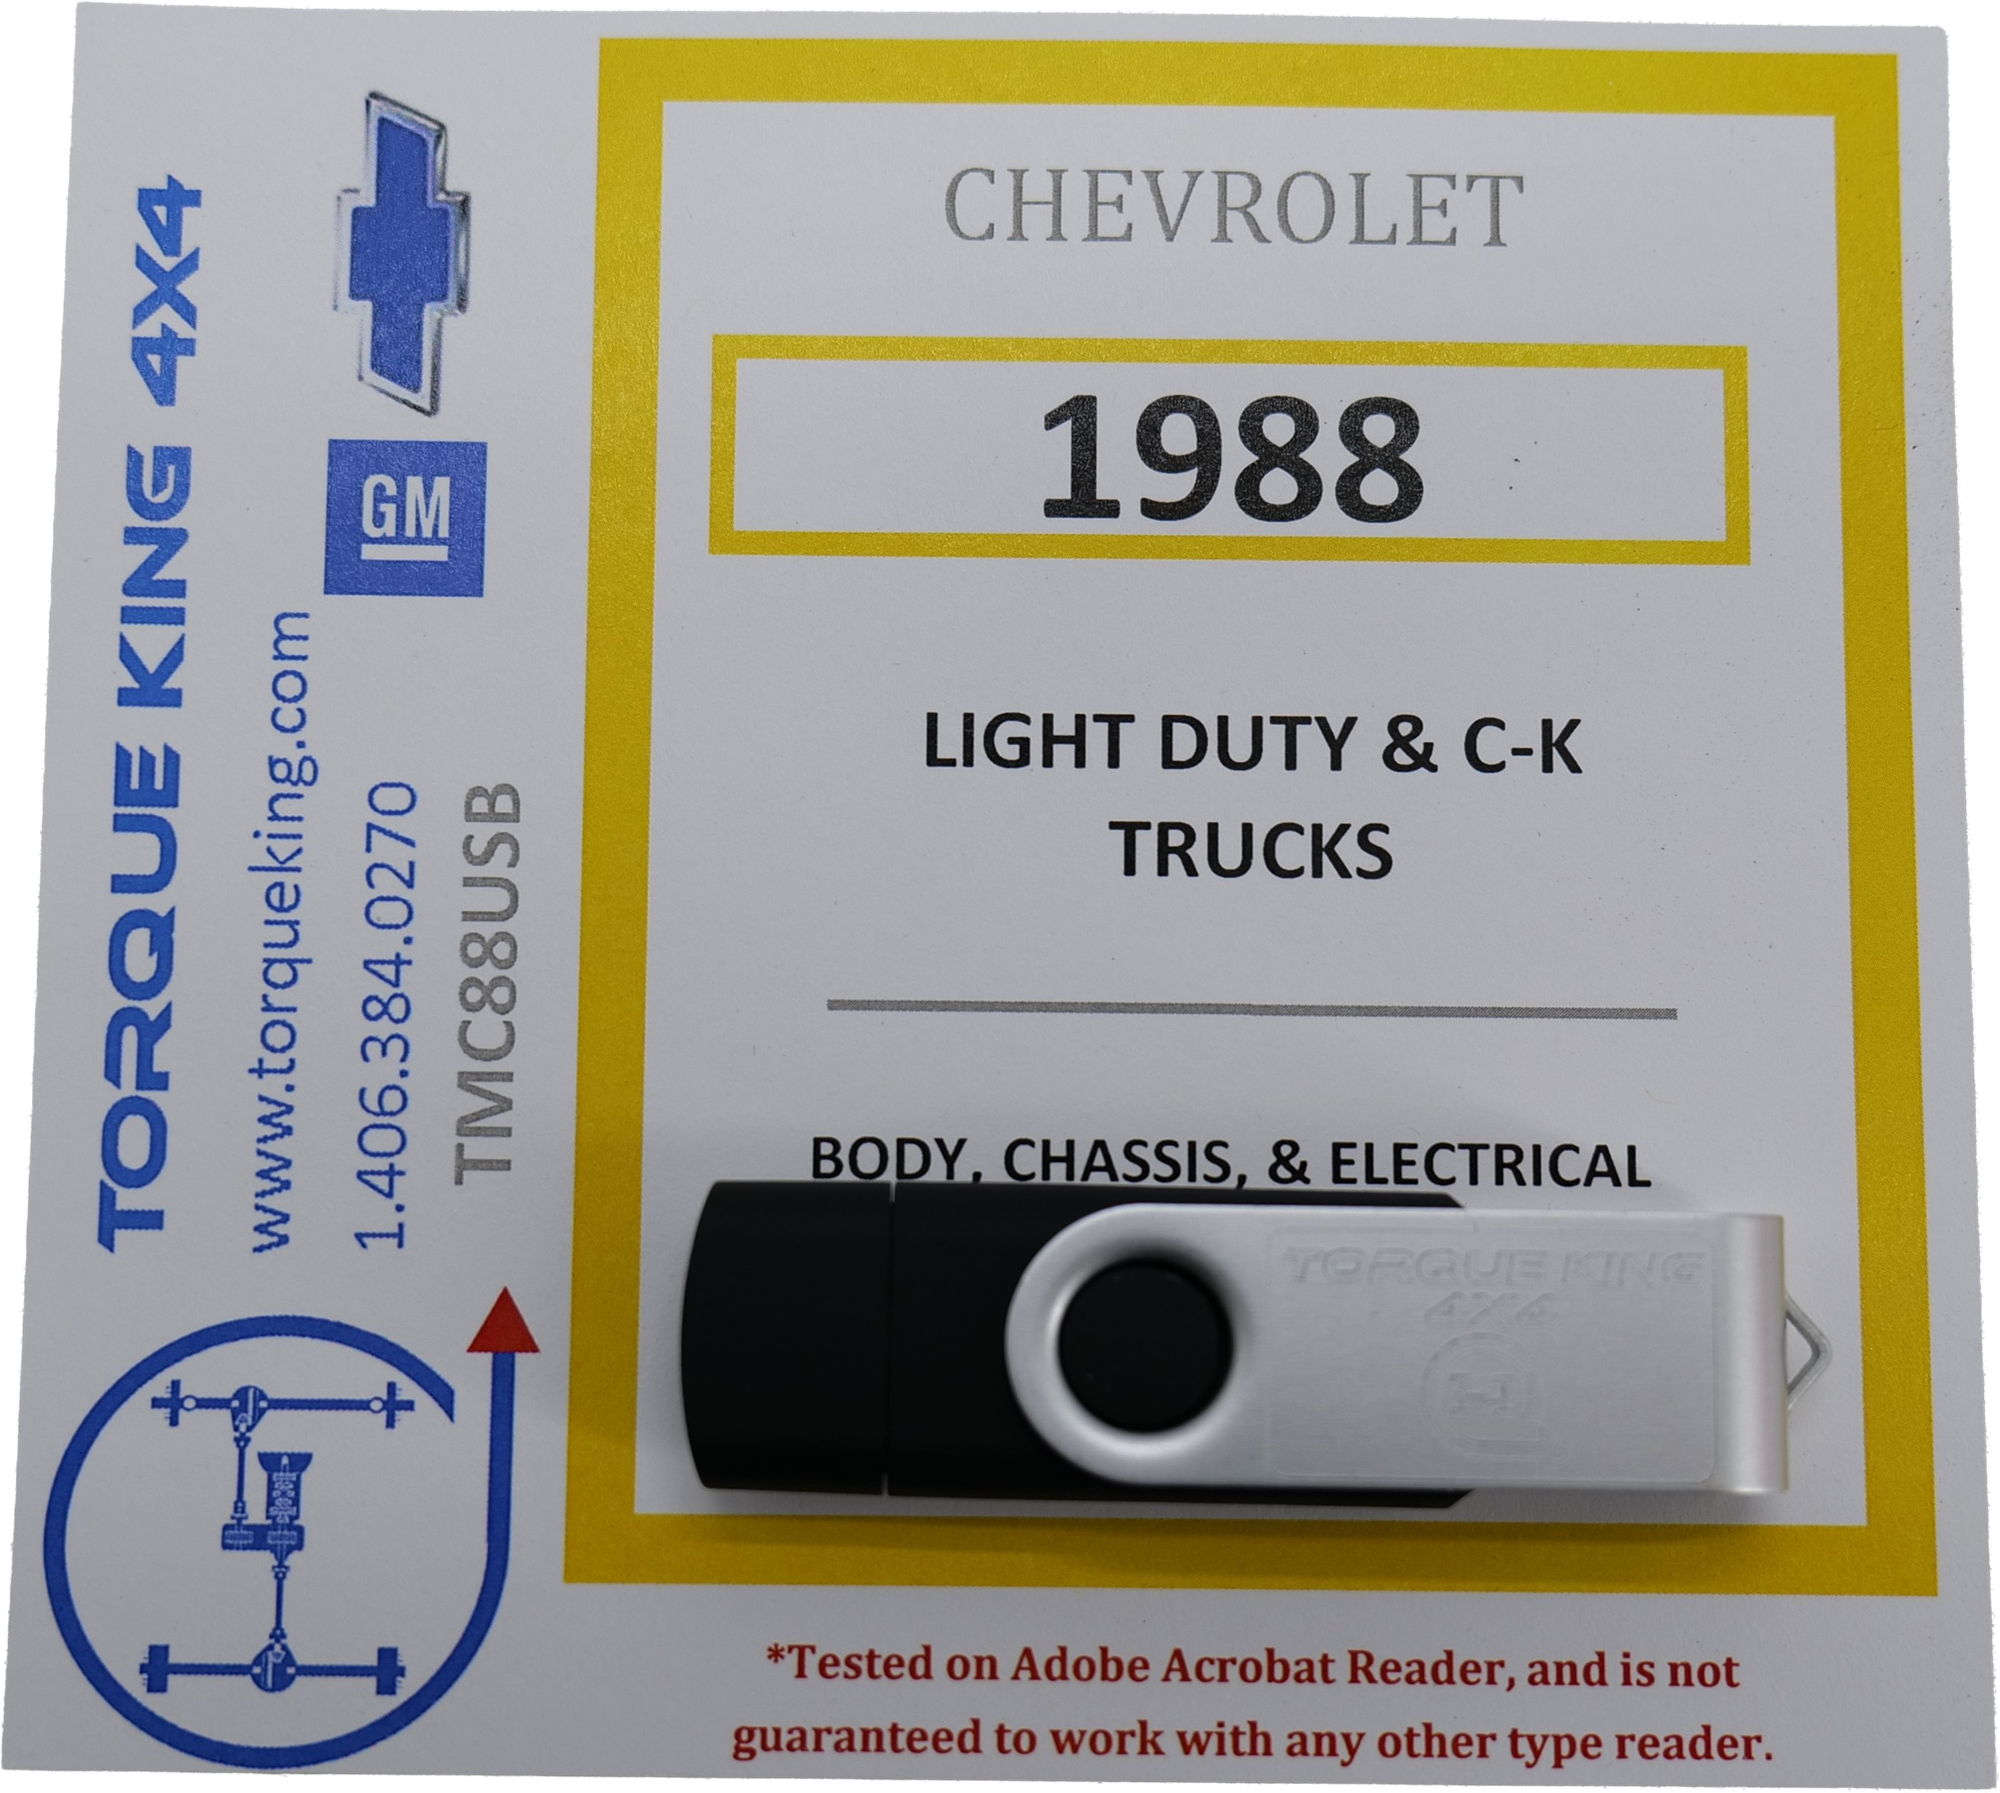 TORQUE KING 4X4
www.torqueking.com
1.406.384.0270
TMC88USB
GM
CHEVROLET
1988
LIGHT DUTY & C-K
TRUCKS
BODY, CHASSIS, & ELECTRICAL
TORQUE KING
4X4
*Tested on Adobe Acrobat Reader, and is not
guaranteed to work with any other type reader.